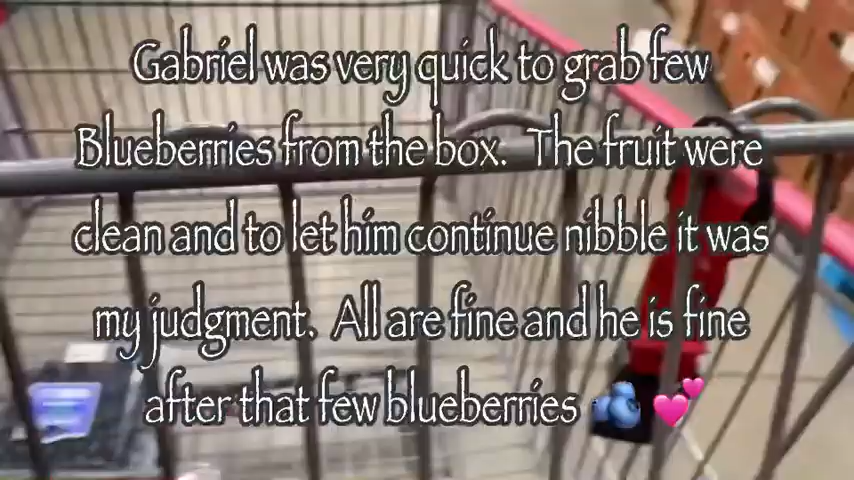 Gabriel was very quick to grab few
Blueberries from the box. The fruit were
clean and to let him continue nibble it was
my judgment. All are fine and he is fine
after that few blueberries 🫐 💕